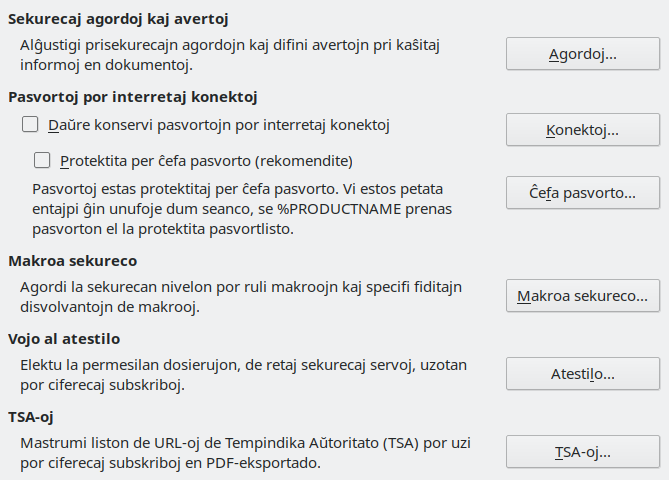 Sekurecaj agordoj kaj avertoj
Alĝustigi prisekurecajn agordojn kaj difini avertojn pri kaŝitaj
informoj en dokumentoj.
Agordoj...
Pasvortoj por interretaj konektoj
Daŭre konservi pasvortojn por interretaj konektoj
Konektoj...
Protektita per ĉefa pasvorto (rekomendite)
Pasvortoj estas protektitaj per ĉefa pasvorto. Vi estos petata
entajpi ĝin unufoje dum seanco, se %PRODUCTNAME prenas
pasvorton el la protektita pasvortlisto.
Ĉefa pasvorto...
Makroa sekureco
Agordi la sekurecan nivelon por ruli makroojn kaj specifi fiditajn
disvolvantojn de makrooj.
Makroa sekureco...
Vojo al atestilo
Elektu la permesilan dosierujon, de retaj sekurecaj servoj, uzotan
por ciferecaj subskriboj.
Atestilo...
TSA-oj
Mastrumi liston de URL-oj de Tempindika Aŭtoritato (TSA) por uzi
por ciferecaj subskriboj en PDF-eksportado.
TSA-oj...